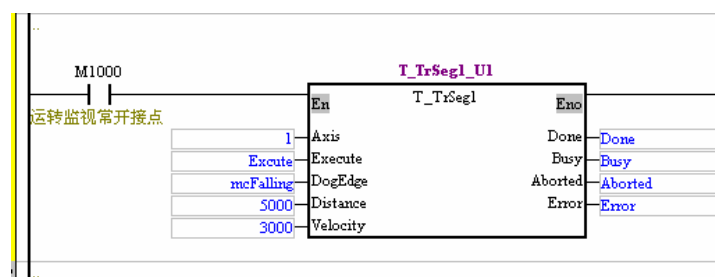 ..
M1000
运转监视常开接点
T_TrSeg1_U1
T_TrSeg1
En
Eno
1
Axis
Done
Done
Excute
Execute
Busy
Busy
mcFalling
DogEdge
Aborted
Aborted
5000
Distance
Error
Error
3000
Velocity